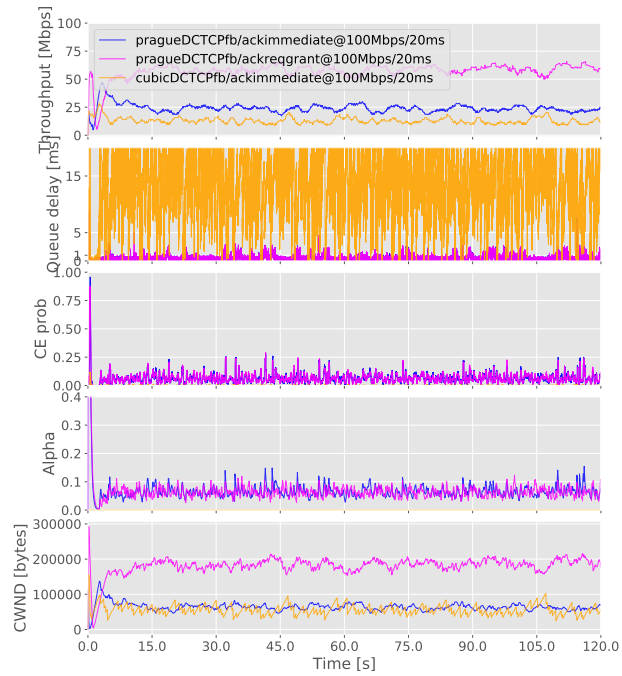 Throughput [Mbps]
100
75
50
25
0
pragueDCTCPfb/ackimmediate@100Mbps/20ms
pragueDCTCPfb/ackreqgrant@100Mbps/20ms
cubicDCTCPfb/ackimmediate@100Mbps/20ms
Queue delay [ms]
15
5
1
0
CE prob
1.00
0.75
0.50
0.25
0.00
Alpha
0.4
0.3
0.2
0.1
0.0
CWND [bytes]
300000
200000
100000
0
0.0 15.0 30.0 45.0 60.0 75.0 90.0 105.0 120.0
Time [s]